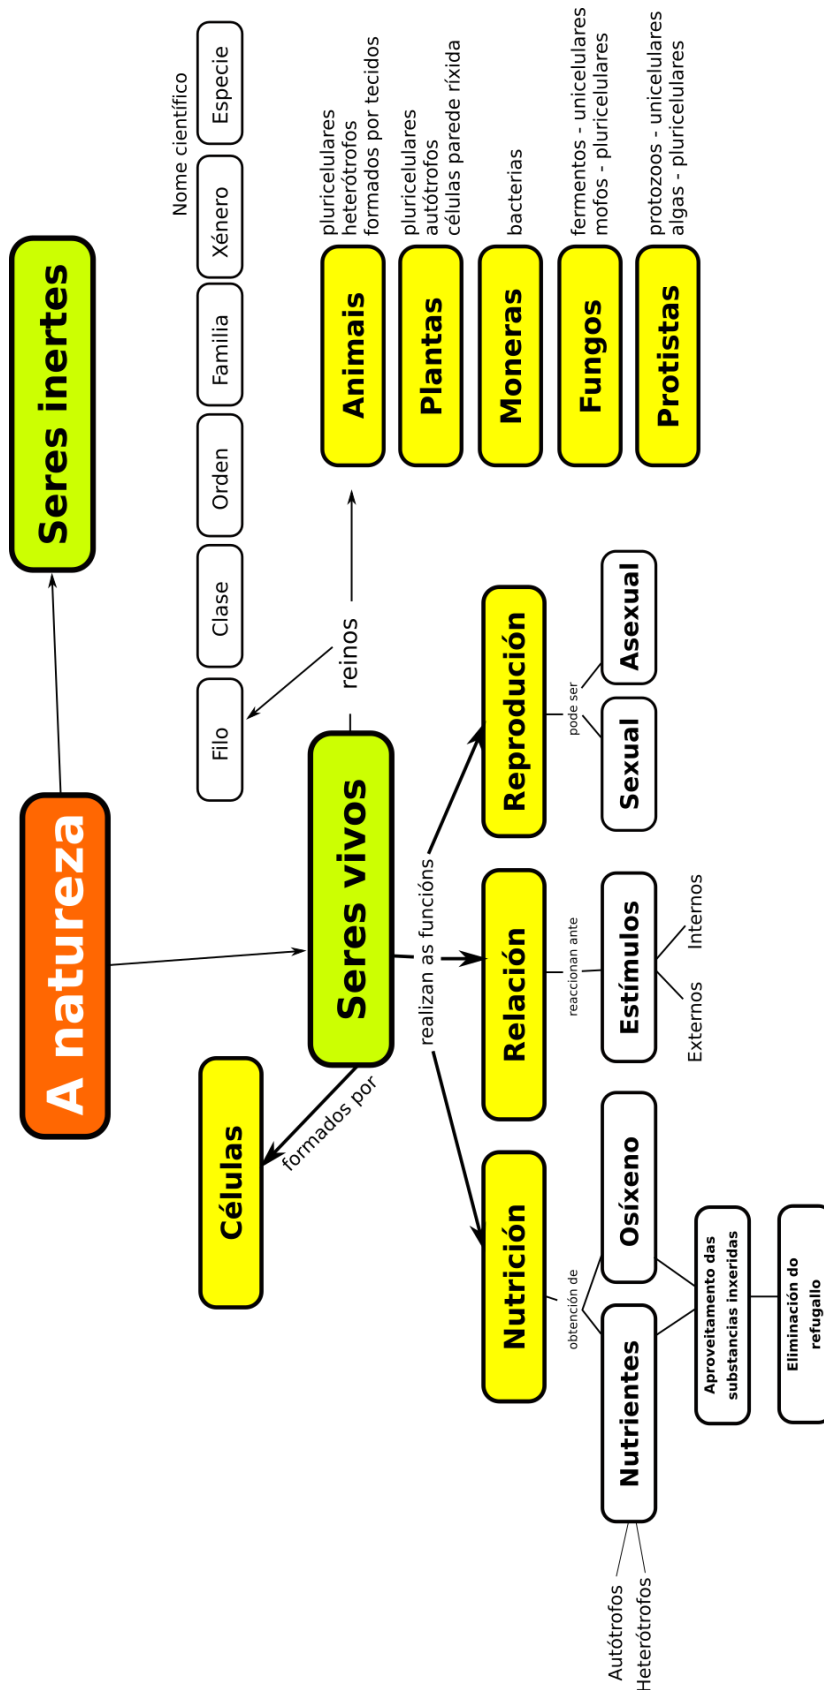 A natureza
Seres inertes
Nome científico
Filo
Clase
Orden
Familia
Xénero
Especie
Células
formados por
Seres vivos
reinos
Animais
pluricelulares
heterótrofos
formados por tecidos
Plantas
pluricelulares
autótrofos
células parede ríxida
Moneras
bacterias
Fungos
fermentos - unicelulares
mofos - pluricelulares
Protistas
protozoos - unicelulares
algas - pluricelulares
realizan as funcións
Nutrición
Relación
Reprodución
obtención de
reaccionan ante
pode ser
Nutrientes
Osíxeno
Estímulos
Sexual
Asexual
Autótrofos
Heterótrofos
Externos
Internos
Aproveitamento das
substancias inxeridas
Eliminación do
refugallo